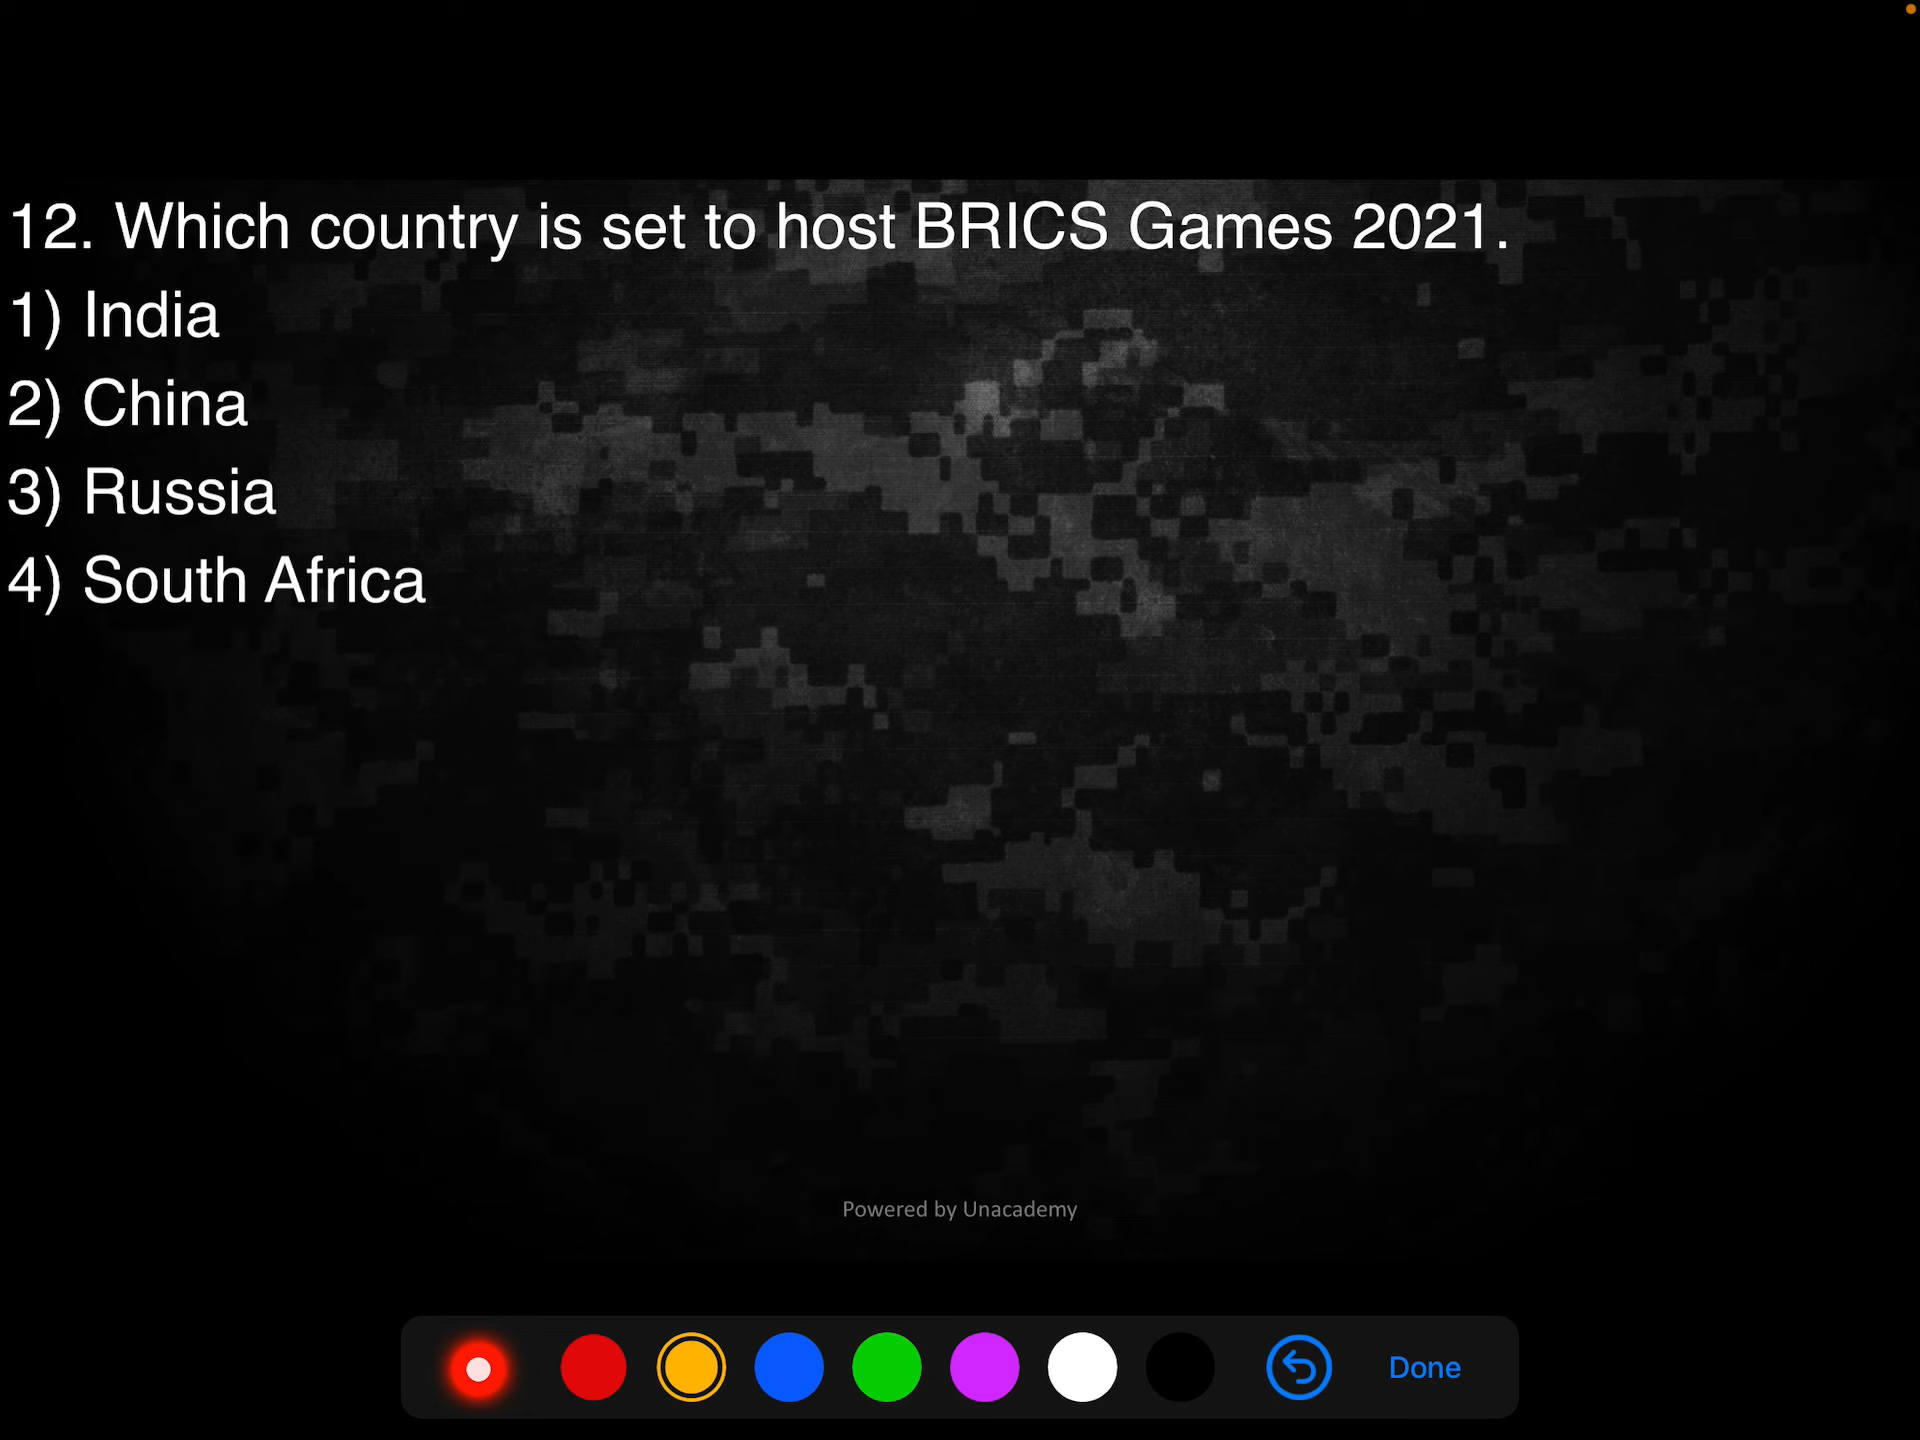 12. Which country is set to host BRICS Games 2021.
1) India
2) China
3) Russia
4) South Africa
Powered by Unacademy
Done